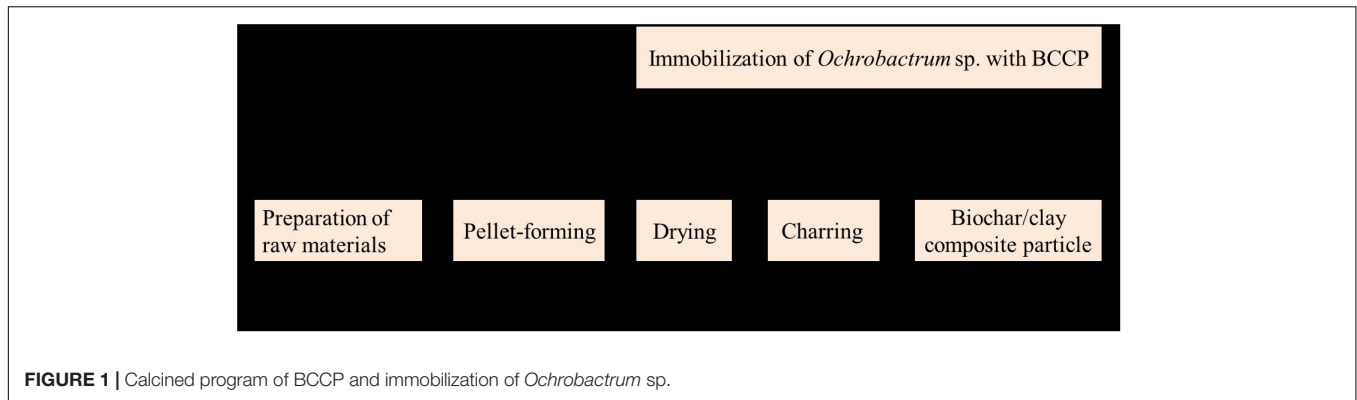 Immobilization of Ochrobactrum sp. with BCCP
Preparation of
raw materials
Pellet-forming
Drying
Charring
Biochar/clay
composite particle
FIGURE 1 | Calcined program of BCCP and immobilization of Ochrobactrum sp.